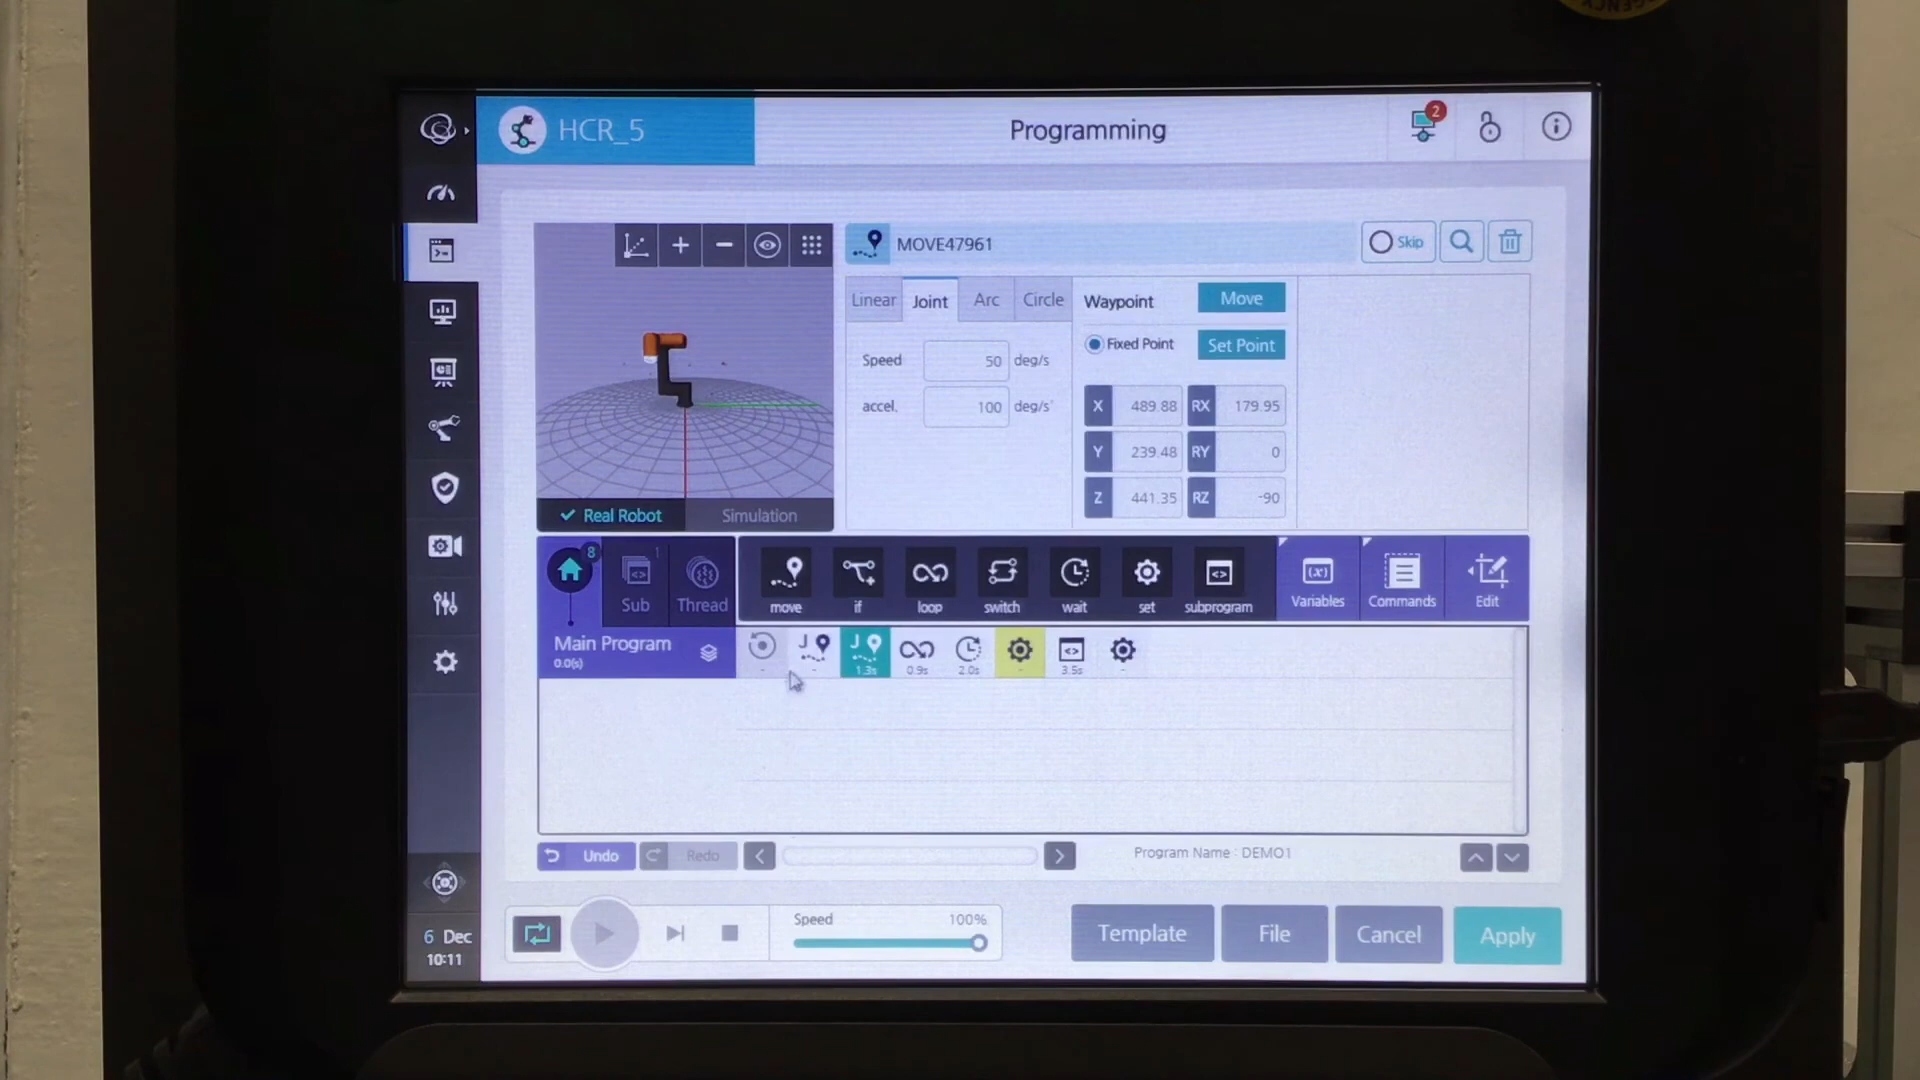 HCR_5
Programming
2
MOVE47961
Skip
Linear
Joint
Arc
Circle
Waypoint
Move
Speed
50
deg/s
Fixed Point
Set Point
accel.
100
deg/s²
X
489.88
RX
179.95
Y
239.48
RY
0
Z
441.35
RZ
-90
Real Robot
Simulation
8
1
Sub
Thread
move
if
loop
switch
wait
set
subprogram
Variables
Commands
Edit
Main Program
0.0(s)
J
-
-
J
1.3s
0.9s
2.0s
-
3.5s
-
Undo
Redo
Program Name : DEMO1
6 Dec
10:11
Speed
100%
Template
File
Cancel
Apply